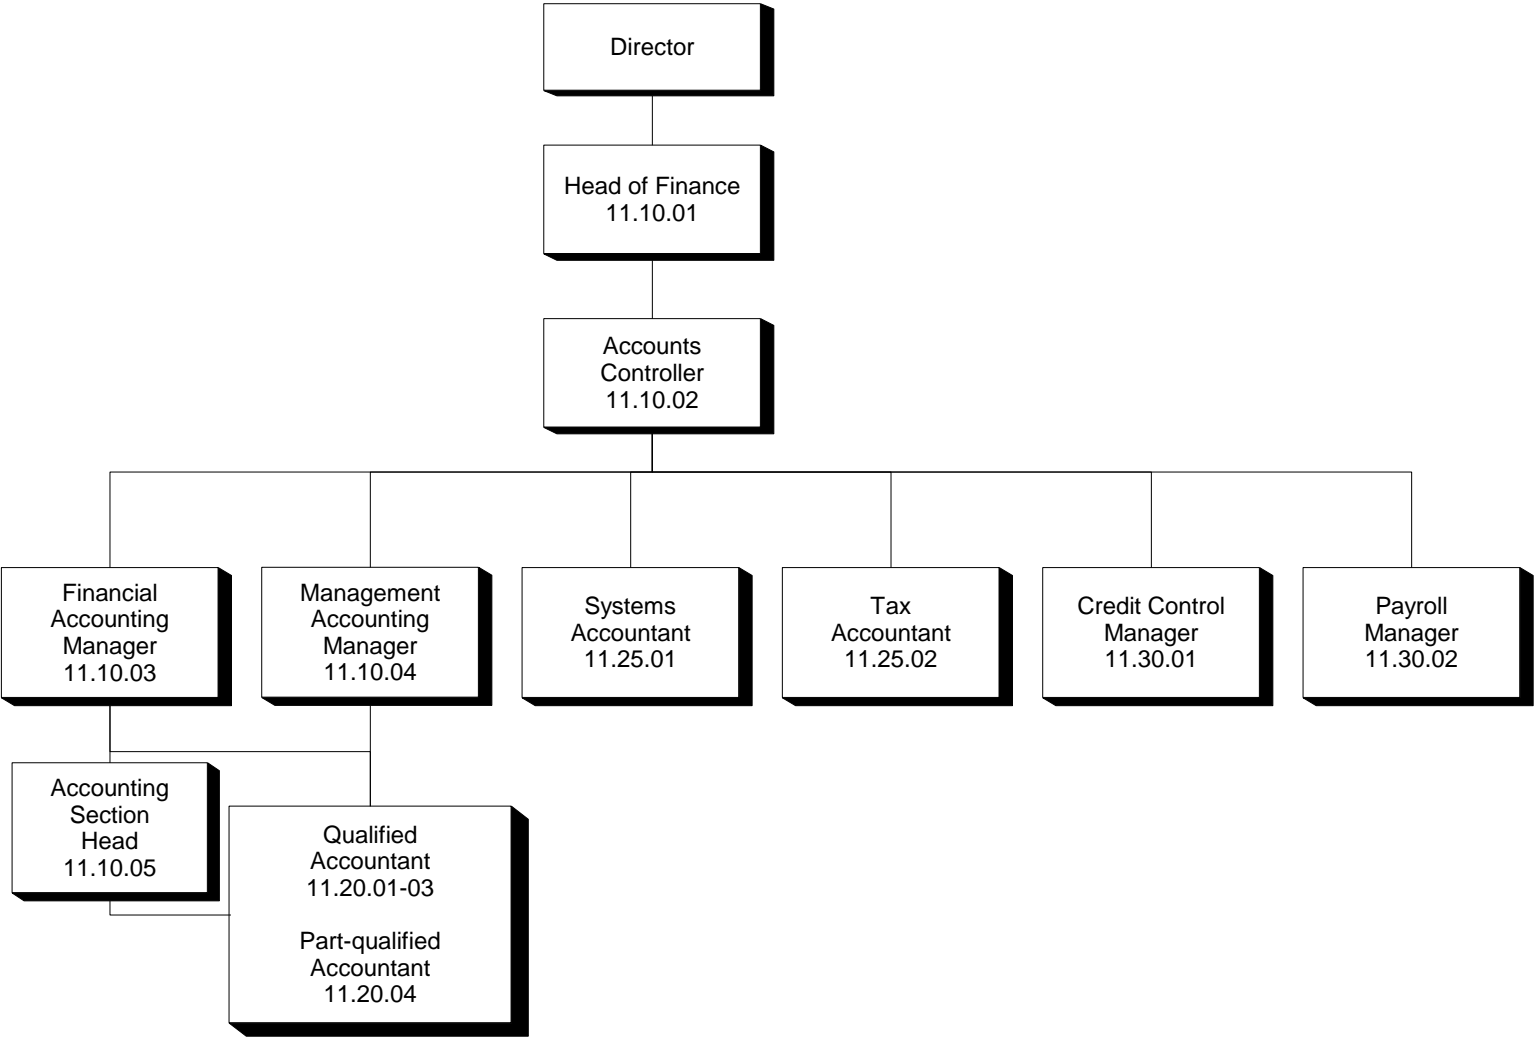 Director
Head of Finance
11.10.01
Accounts
Controller
11.10.02
Financial
Accounting
Manager
11.10.03
Management
Accounting
Manager
11.10.04
Systems
Accountant
11.25.01
Tax
Accountant
11.25.02
Credit Control
Manager
11.30.01
Payroll
Manager
11.30.02
Accounting
Section
Head
11.10.05
Qualified
Accountant
11.20.01-03
Part-qualified
Accountant
11.20.04